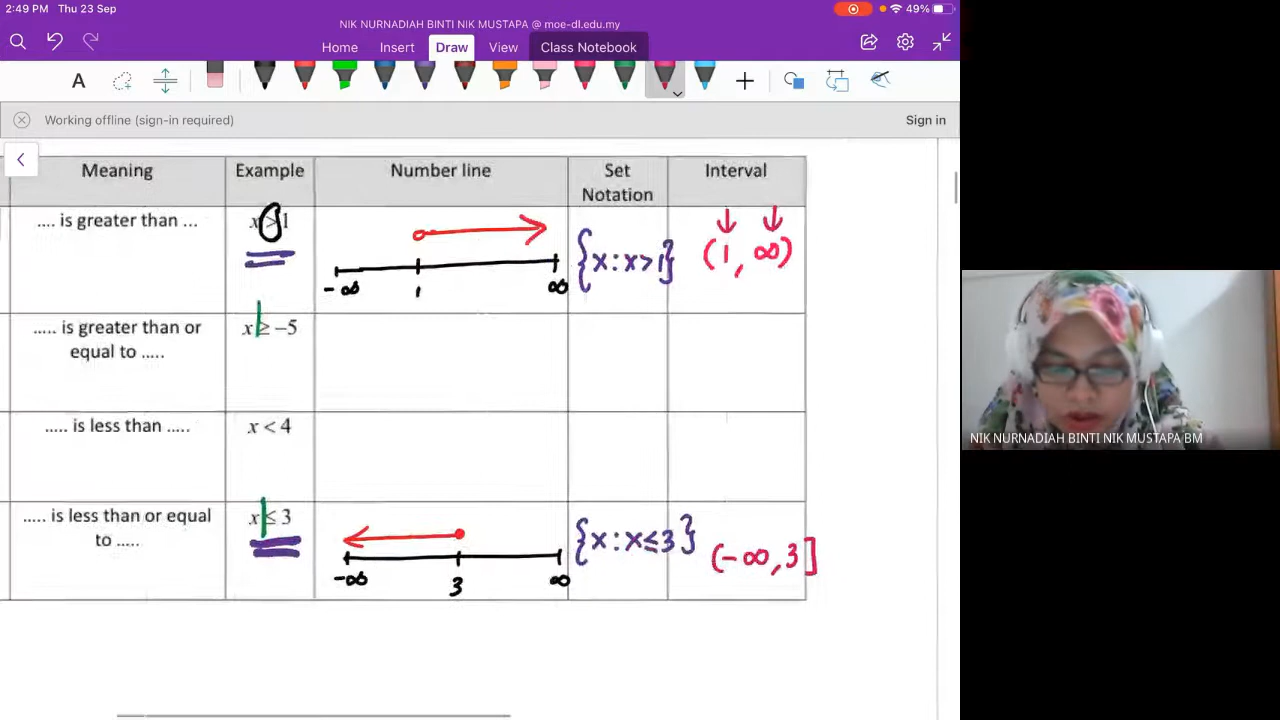 2:49 PM Thu 23 Sep
49%
NIK NURNADIAH BINTI NIK MUSTAPA @ moe-dl.edu.my
Home Insert Draw View Class Notebook
A
Working offline (sign-in required) Sign in
Meaning Example Number line Set Notation Interval
.... is greater than ... x > 1
-∞ 1 ∞
{x : x > 1} (1, ∞)
..... is greater than or equal to ..... x ≥ −5
..... is less than ..... x < 4
..... is less than or equal to ..... x ≤ 3
-∞ 3 ∞
{x : x ≤ 3} (-∞, 3]
NIK NURNADIAH BINTI NIK MUSTAPA BM